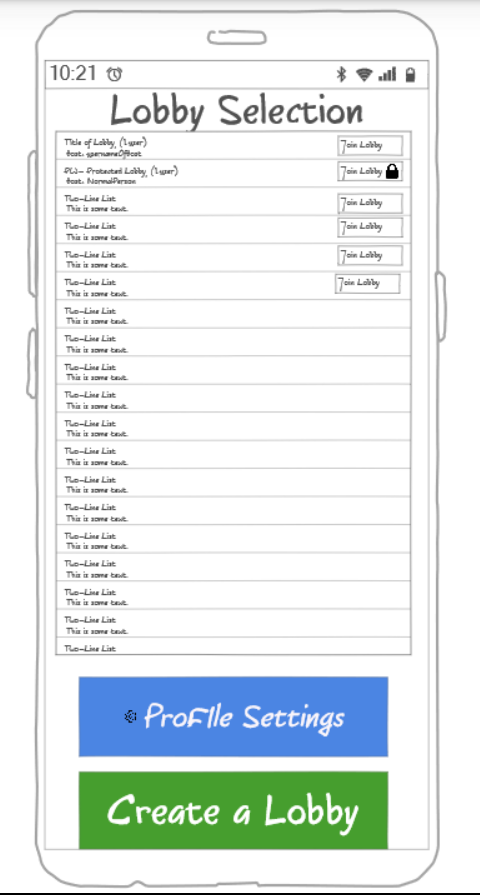 10:21
Lobby Selection
Title of Lobby (1user)
Join Lobby
host: usernameOfHost
PW-Protected Lobby (1user)
Join Lobby
host: NormalPerson
Two-Line List
Join Lobby
This is some text.
Two-Line List
Join Lobby
This is some text.
Two-Line List
Join Lobby
This is some text.
Two-Line List
Join Lobby
This is some text.
Two-Line List
This is some text.
Two-Line List
This is some text.
Two-Line List
This is some text.
Two-Line List
This is some text.
Two-Line List
This is some text.
Two-Line List
This is some text.
Two-Line List
This is some text.
Two-Line List
This is some text.
Two-Line List
This is some text.
Two-Line List
This is some text.
Two-Line List
This is some text.
Two-Line List
This is some text.
Two-Line List
Profile Settings
Create a Lobby